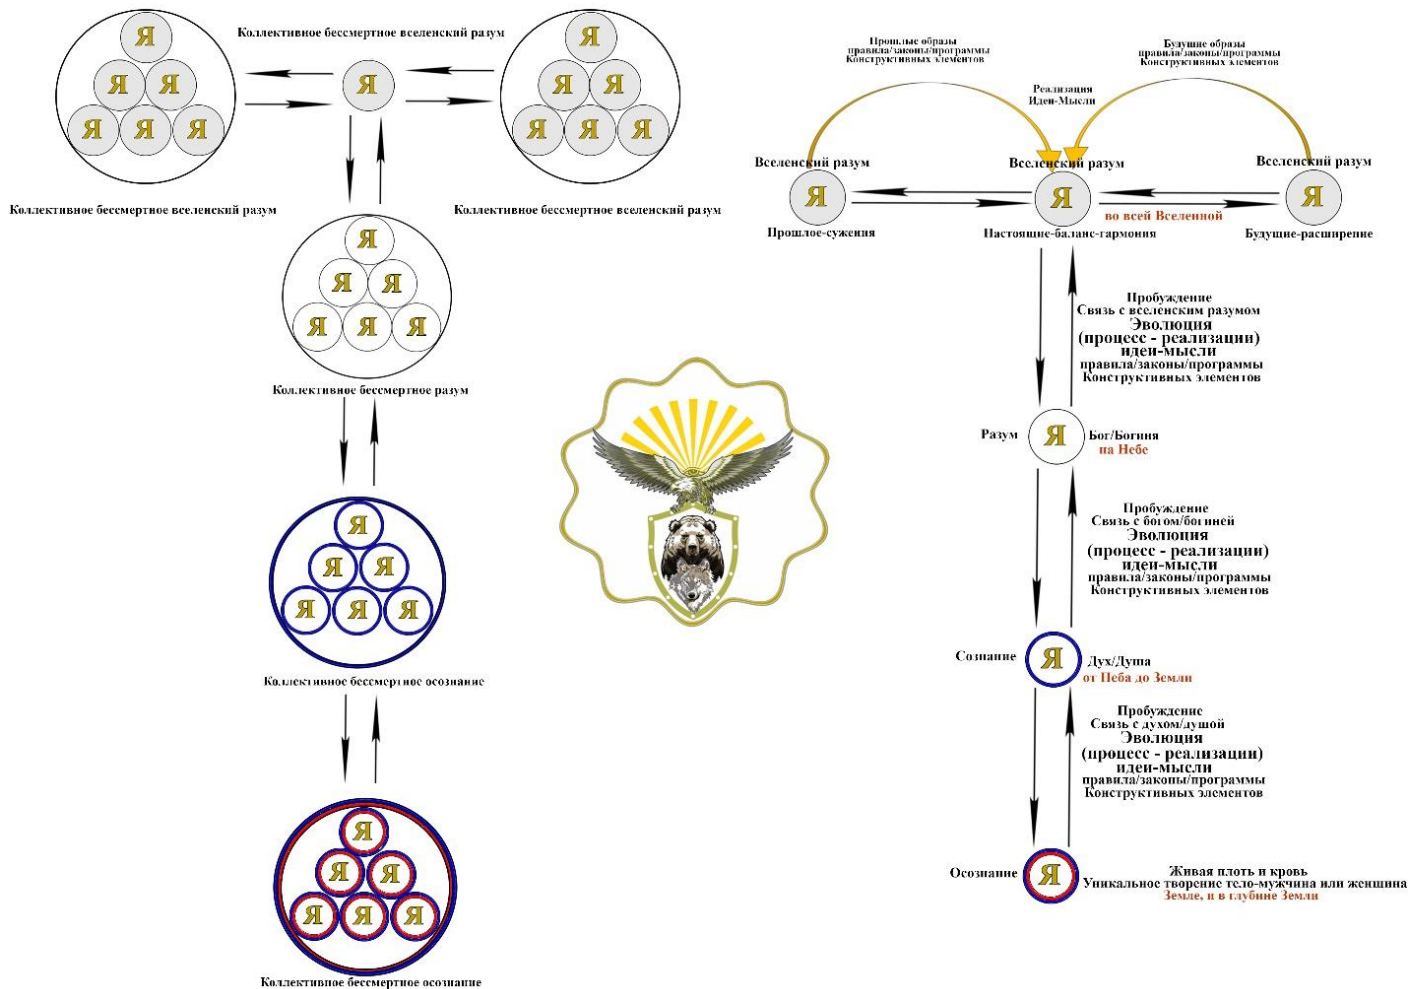 Я
Коллективное бессмертное вселенский разум
Я
Я Я
Я Я Я
Я
Я Я
Я Я Я
Я
Коллективное бессмертное вселенский разум
Коллективное бессмертное вселенский разум
Я
Я Я
Я Я Я
Коллективное бессмертное разум
Я
Я Я
Я Я Я
Коллективное бессмертное осознание
Я
Я Я
Я Я Я
Коллективное бессмертное осознание
Прошлые образы
правила/законы/программы
Конструктивных элементов
Будущие образы
правила/законы/программы
Конструктивных элементов
Реализация
Идеи-Мысли
Вселенский разум
Вселенский разум
Вселенский разум
Я
Я
Я
во всей Вселенной
Прошлое-сужения
Настоящие-баланс-гармония
Будущие-расширение
Пробуждение
Связь с вселенским разумом
Эволюция
(процесс - реализации)
идеи-мысли
правила/законы/программы
Конструктивных элементов
Разум
Я
Бог/Богиня
на Небе
Пробуждение
Связь с богом/богиней
Эволюция
(процесс - реализации)
идеи-мысли
правила/законы/программы
Конструктивных элементов
Сознание
Я
Дух/Душа
от Неба до Земли
Пробуждение
Связь с духом/душой
Эволюция
(процесс - реализации)
идеи-мысли
правила/законы/программы
Конструктивных элементов
Осознание
Я
Живая плоть и кровь
Уникальное творение тело-мужчина или женщина
Земле, и в глубине Земли